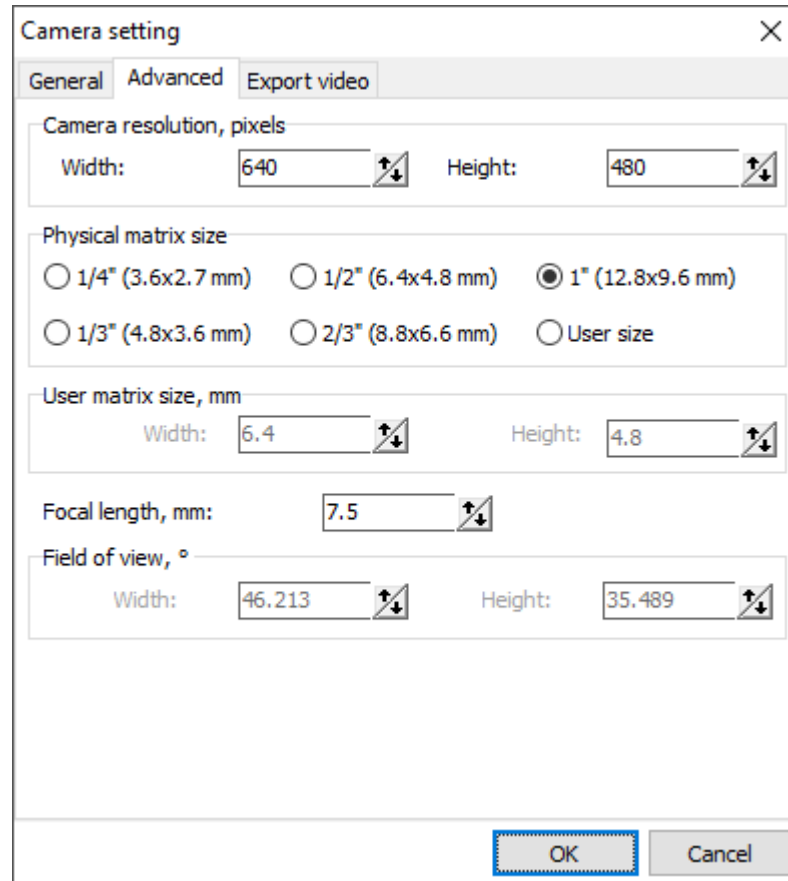 Camera setting
General Advanced Export video
Camera resolution, pixels
Width: 640 Height: 480
Physical matrix size
1/4" (3.6x2.7 mm) 1/2" (6.4x4.8 mm) 1" (12.8x9.6 mm)
1/3" (4.8x3.6 mm) 2/3" (8.8x6.6 mm) User size
User matrix size, mm
Width: 6.4 Height: 4.8
Focal length, mm: 7.5
Field of view, °
Width: 46.213 Height: 35.489
OK Cancel